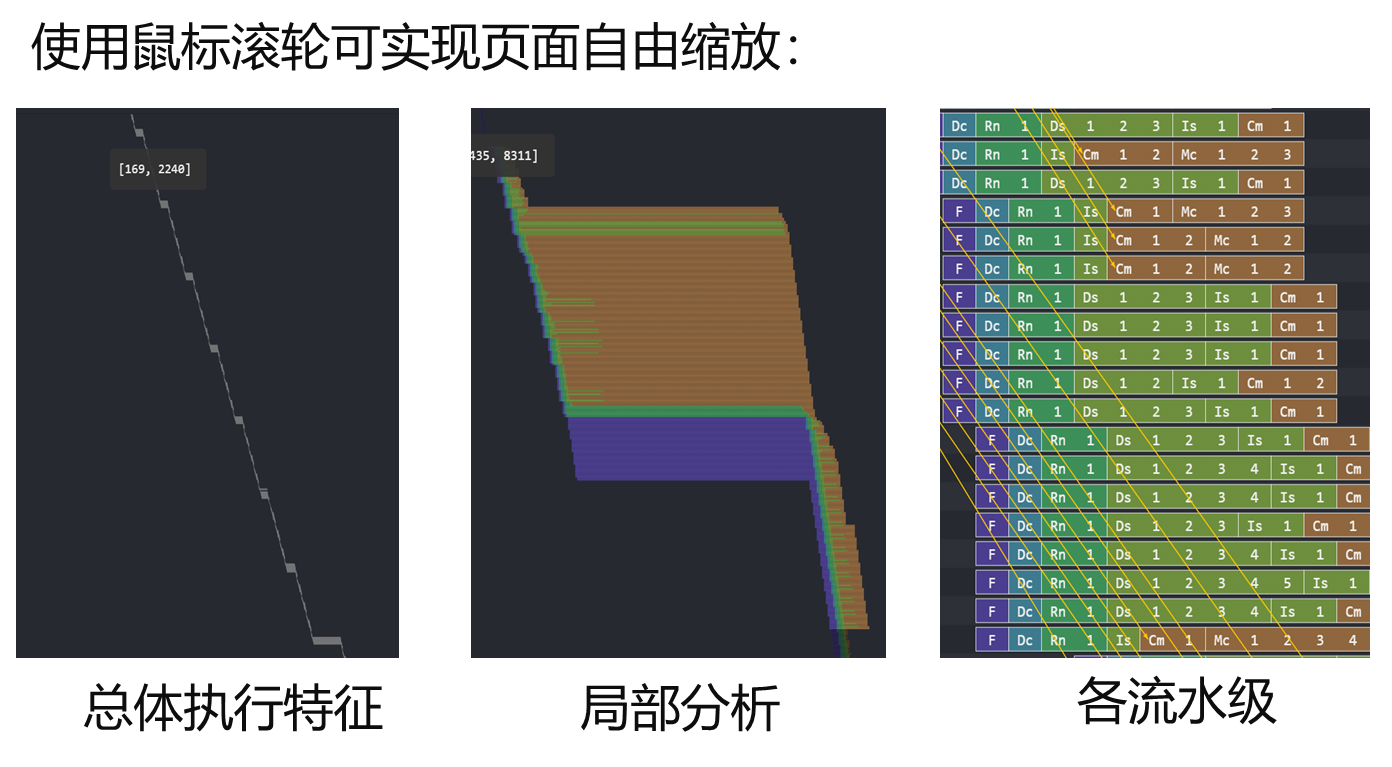 使用鼠标滚轮可实现页面自由缩放：
[169, 2240]
435, 8311]
Dc Rn 1 Ds 1 2 3 Is 1 Cm 1
Dc Rn 1 Is Cm 1 2 Mc 1 2 3
Dc Rn 1 Ds 1 2 3 Is 1 Cm 1
F Dc Rn 1 Is Cm 1 Mc 1 2 3
F Dc Rn 1 Is Cm 1 2 Mc 1 2
F Dc Rn 1 Is Cm 1 2 Mc 1 2
F Dc Rn 1 Ds 1 2 3 Is 1 Cm 1
F Dc Rn 1 Ds 1 2 3 Is 1 Cm 1
F Dc Rn 1 Ds 1 2 3 Is 1 Cm 1
F Dc Rn 1 Ds 1 2 Is 1 Cm 1 2
F Dc Rn 1 Ds 1 2 3 Is 1 Cm 1
F Dc Rn 1 Ds 1 2 3 Is 1 Cm 1
F Dc Rn 1 Ds 1 2 3 4 Is 1 Cm
F Dc Rn 1 Ds 1 2 3 4 Is 1 Cm
F Dc Rn 1 Ds 1 2 3 Is 1 Cm 1
F Dc Rn 1 Ds 1 2 3 4 Is 1 Cm
F Dc Rn 1 Ds 1 2 3 4 5 Is 1
F Dc Rn 1 Ds 1 2 3 4 Is 1 Cm
F Dc Rn 1 Is Cm 1 Mc 1 2 3 4
总体执行特征
局部分析
各流水级